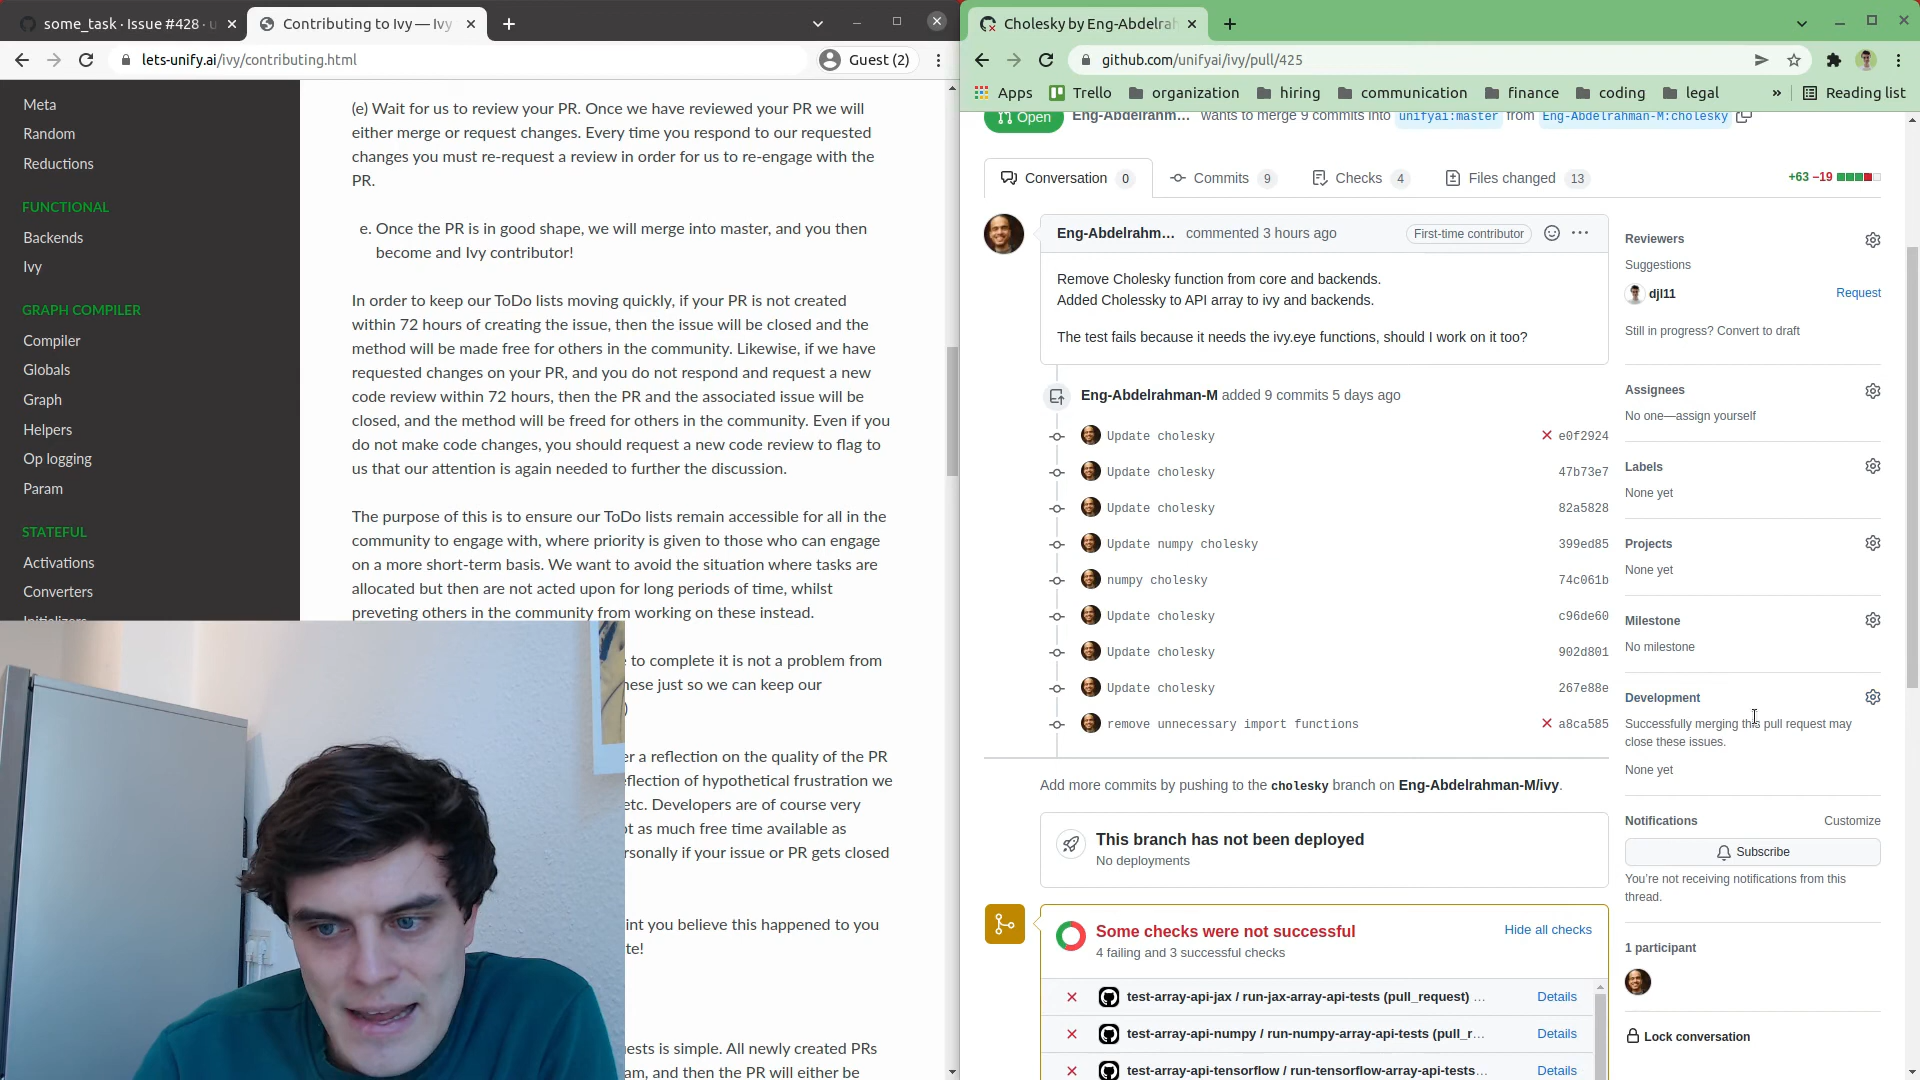 some_task · Issue #428 · u
Contributing to Ivy — Ivy
lets-unify.ai/ivy/contributing.html
Guest (2)
Meta
Random
Reductions
FUNCTIONAL
Backends
Ivy
GRAPH COMPILER
Compiler
Globals
Graph
Helpers
Op logging
Param
STATEFUL
Activations
Converters
(e) Wait for us to review your PR. Once we have reviewed your PR we will
either merge or request changes. Every time you respond to our requested
changes you must re-request a review in order for us to re-engage with the
PR.
e. Once the PR is in good shape, we will merge into master, and you then
become and Ivy contributor!
In order to keep our ToDo lists moving quickly, if your PR is not created
within 72 hours of creating the issue, then the issue will be closed and the
method will be made free for others in the community. Likewise, if we have
requested changes on your PR, and you do not respond and request a new
code review within 72 hours, then the PR and the associated issue will be
closed, and the method will be freed for others in the community. Even if you
do not make code changes, you should request a new code review to flag to
us that our attention is again needed to further the discussion.
The purpose of this is to ensure our ToDo lists remain accessible for all in the
community to engage with, where priority is given to those who can engage
on a more short-term basis. We want to avoid the situation where tasks are
allocated but then are not acted upon for long periods of time, whilst
preveting others in the community from working on these instead.
to complete it is not a problem from
hese just so we can keep our
)
er a reflection on the quality of the PR
flection of hypothetical frustration we
etc. Developers are of course very
ot as much free time available as
rsonally if your issue or PR gets closed
int you believe this happened to you
te!
ests is simple. All newly created PRs
am, and then the PR will either be
Cholesky by Eng-Abdelrah
github.com/unifyai/ivy/pull/425
Apps
Trello
organization
hiring
communication
finance
coding
legal
»
Reading list
Open
Eng-Abdelrahm... wants to merge 9 commits into unifyai:master from Eng-Abdelrahman-M:cholesky
Conversation 0
Commits 9
Checks 4
Files changed 13
+63 −19
Eng-Abdelrahm... commented 3 hours ago
First-time contributor
Remove Cholesky function from core and backends.
Added Cholessky to API array to ivy and backends.
The test fails because it needs the ivy.eye functions, should I work on it too?
Eng-Abdelrahman-M added 9 commits 5 days ago
Update cholesky e0f2924
Update cholesky 47b73e7
Update cholesky 82a5828
Update numpy cholesky 399ed85
numpy cholesky 74c061b
Update cholesky c96de60
Update cholesky 902d801
Update cholesky 267e88e
remove unnecessary import functions a8ca585
Add more commits by pushing to the cholesky branch on Eng-Abdelrahman-M/ivy.
This branch has not been deployed
No deployments
Some checks were not successful
4 failing and 3 successful checks
Hide all checks
test-array-api-jax / run-jax-array-api-tests (pull_request) ... Details
test-array-api-numpy / run-numpy-array-api-tests (pull_r... Details
test-array-api-tensorflow / run-tensorflow-array-api-tests... Details
Reviewers
Suggestions
djl11
Request
Still in progress? Convert to draft
Assignees
No one—assign yourself
Labels
None yet
Projects
None yet
Milestone
No milestone
Development
Successfully merging this pull request may
close these issues.
None yet
Notifications
Customize
Subscribe
You're not receiving notifications from this
thread.
1 participant
Lock conversation